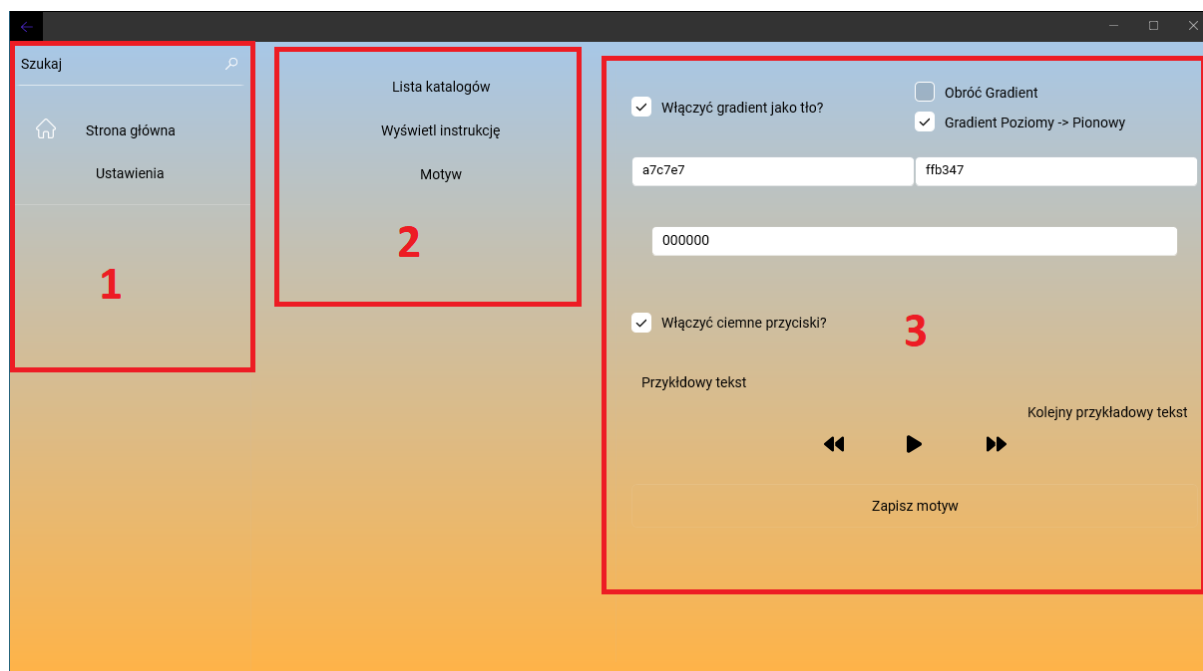 Szukaj
Strona główna
Ustawienia
1
Lista katalogów
Wyświetl instrukcję
Motyw
2
Włączyć gradient jako tło?
Obróć Gradient
Gradient Poziomy -> Pionowy
a7c7e7
ffb347
000000
Włączyć ciemne przyciski?
3
Przykłdowy tekst
Kolejny przykładowy tekst
Zapisz motyw